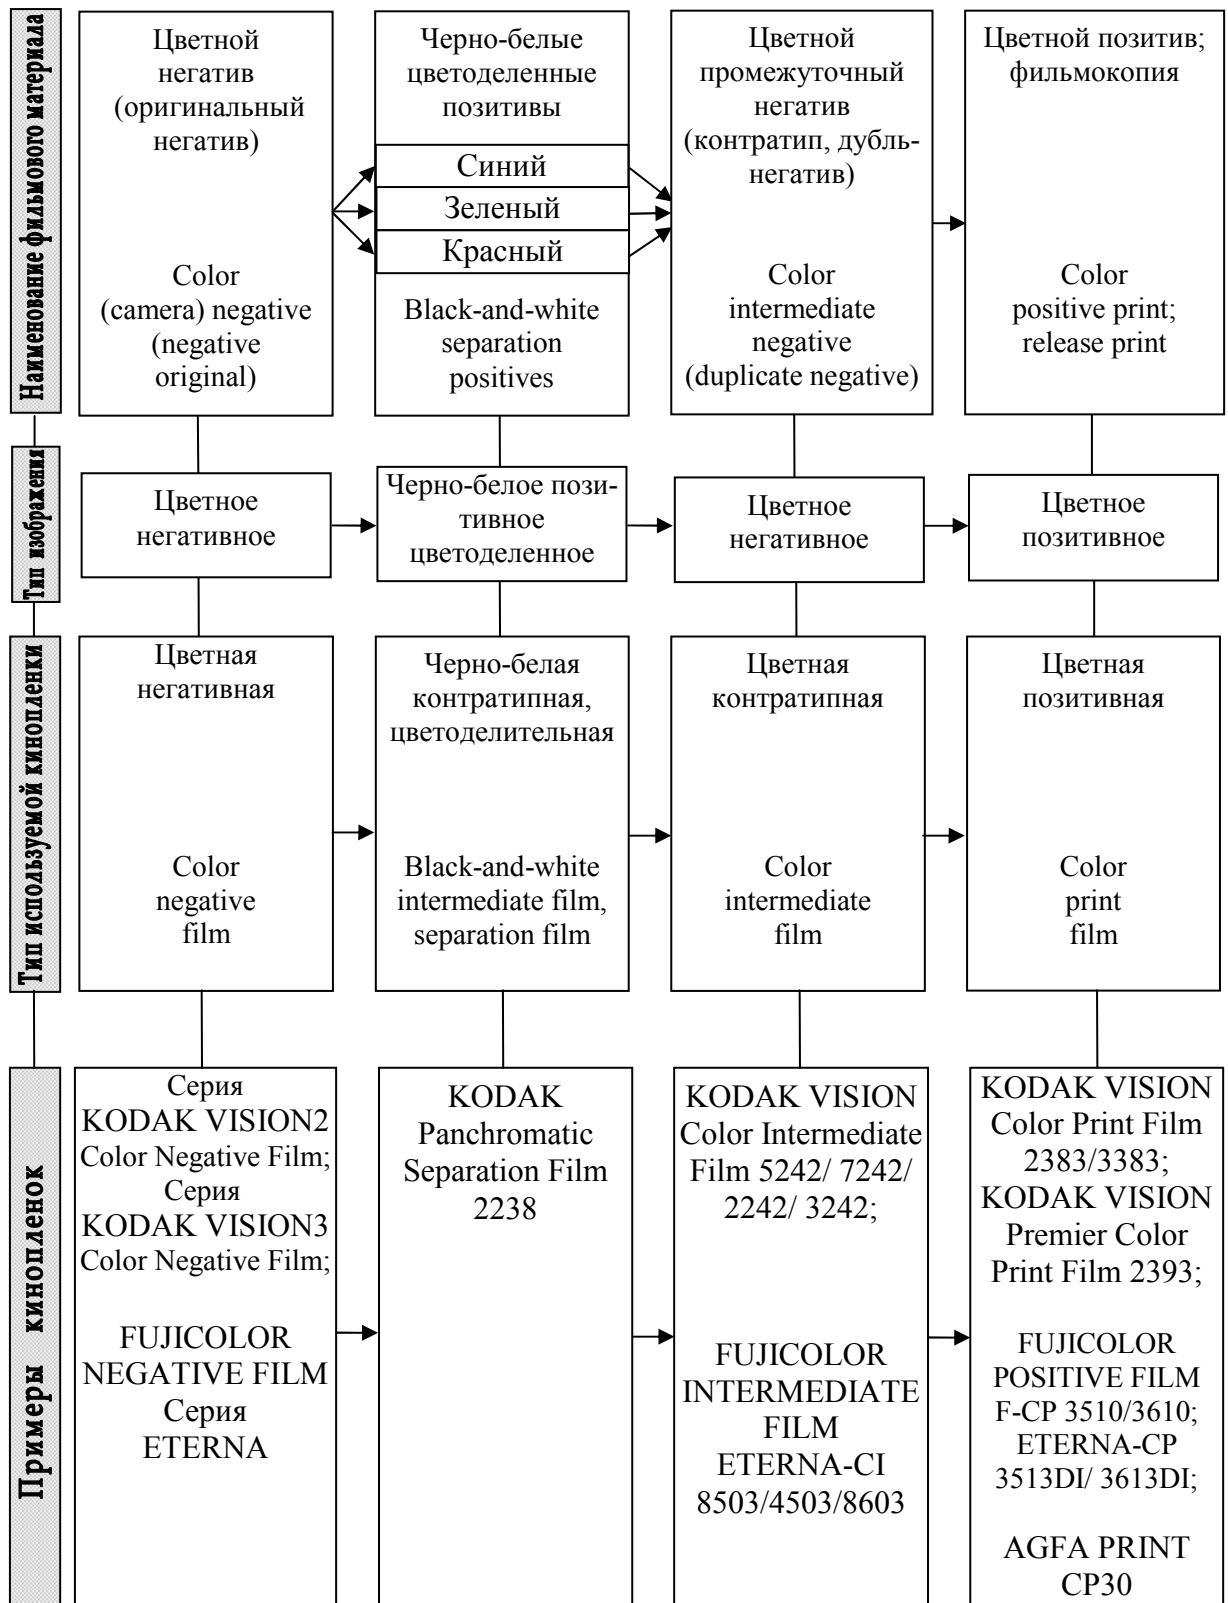 Наименование фильмового материала
Цветной
негатив
(оригинальный
негатив)
Color
(camera) negative
(negative
original)
Черно-белые
цветоделенные
позитивы
Синий
Зеленый
Красный
Black-and-white
separation
positives
Цветной
промежуточный
негатив
(контратип, дубль-
негатив)
Color
intermediate
negative
(duplicate negative)
Цветной позитив;
фильмокопия
Color
positive print;
release print
Тип изображения
Цветное
негативное
Черно-белое пози-
тивное
цветоделенное
Цветное
негативное
Цветное
позитивное
Тип используемой кинопленки
Цветная
негативная
Color
negative
film
Черно-белая
контратипная,
цветоделительная
Black-and-white
intermediate film,
separation film
Цветная
контратипная
Color
intermediate
film
Цветная
позитивная
Color
print
film
Примеры кинопленок
Серия
KODAK VISION2
Color Negative Film;
Серия
KODAK VISION3
Color Negative Film;
FUJICOLOR
NEGATIVE FILM
Серия
ETERNA
KODAK
Panchromatic
Separation Film
2238
KODAK VISION
Color Intermediate
Film 5242/ 7242/
2242/ 3242;
FUJICOLOR
INTERMEDIATE
FILM
ETERNA-CI
8503/4503/8603
KODAK VISION
Color Print Film
2383/3383;
KODAK VISION
Premier Color
Print Film 2393;
FUJICOLOR
POSITIVE FILM
F-CP 3510/3610;
ETERNA-CP
3513DI/ 3613DI;
AGFA PRINT
CP30